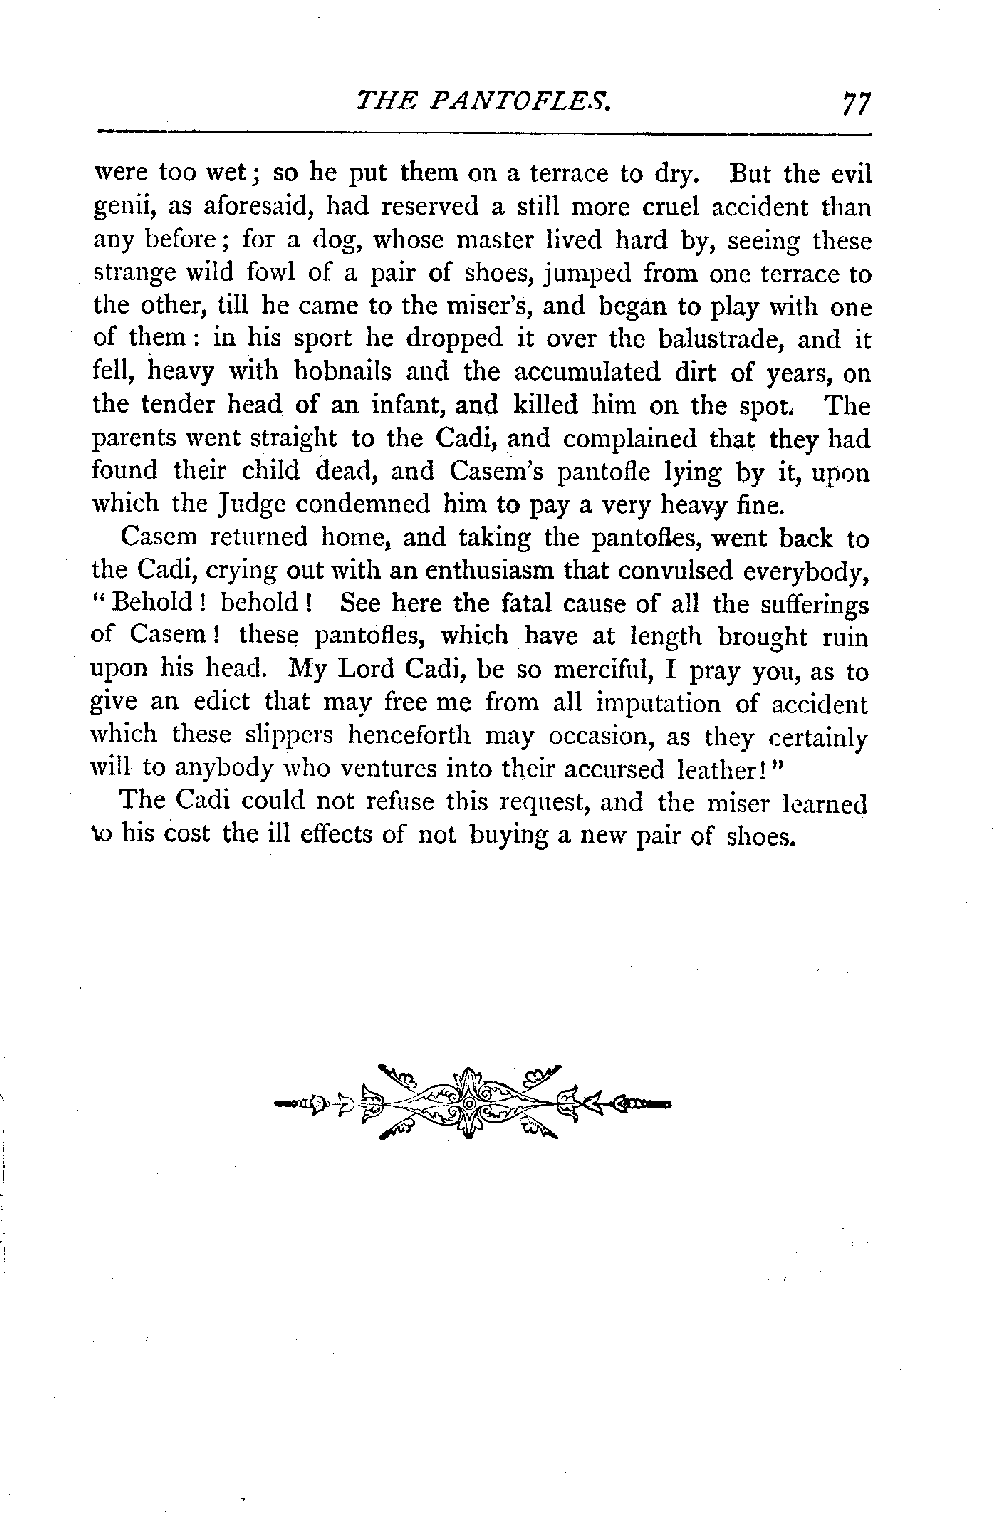 THE PANTOFLES. 77
were too wet; so he put them on a terrace to dry. But the evil
genii, as aforesaid, had reserved a still more cruel accident than
any before; for a dog, whose master lived hard by, seeing these
strange wild fowl of a pair of shoes, jumped from one terrace to
the other, till he came to the miser's, and began to play with one
of them: in his sport he dropped it over the balustrade, and it
fell, heavy with hobnails and the accumulated dirt of years, on
the tender head of an infant, and killed him on the spot. The
parents went straight to the Cadi, and complained that they had
found their child dead, and Casem's pantofle lying by it, upon
which the Judge condemned him to pay a very heavy fine.
Casem returned home, and taking the pantofles, went back to
the Cadi, crying out with an enthusiasm that convulsed everybody,
"Behold! behold! See here the fatal cause of all the sufferings
of Casem! these pantofles, which have at length brought ruin
upon his head. My Lord Cadi, be so merciful, I pray you, as to
give an edict that may free me from all imputation of accident
which these slippers henceforth may occasion, as they certainly
will to anybody who ventures into their accursed leather!"
The Cadi could not refuse this request, and the miser learned
to his cost the ill effects of not buying a new pair of shoes.